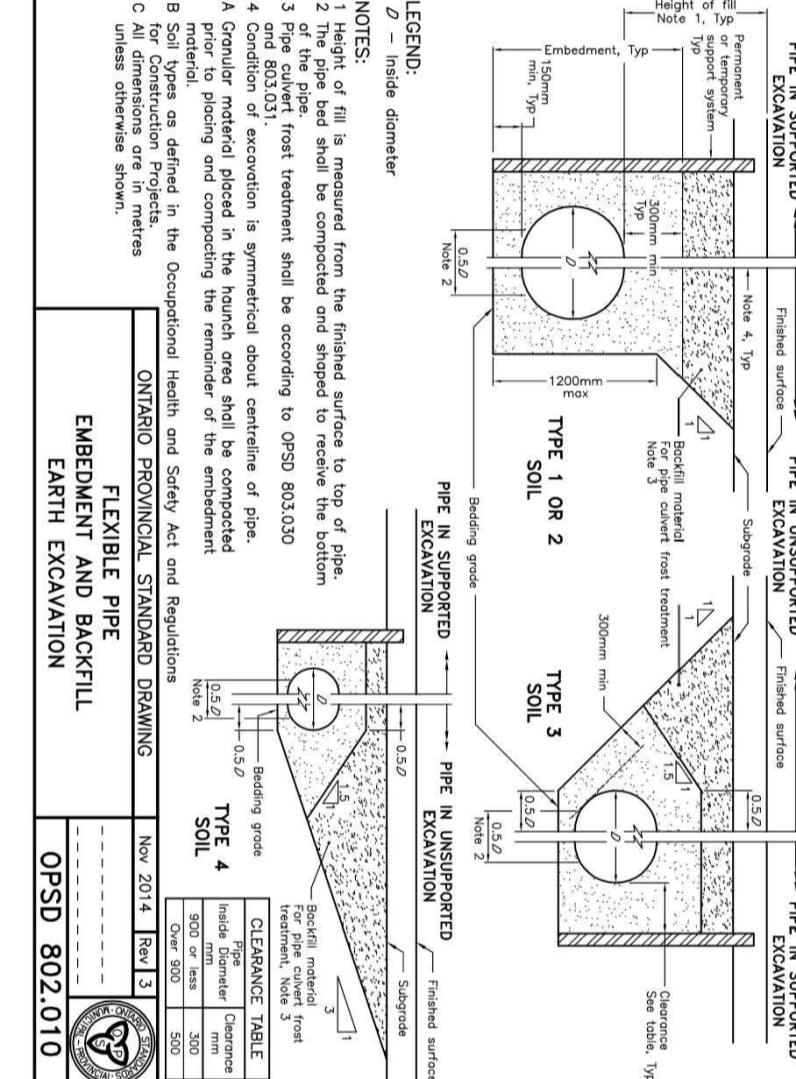 PIPE IN SUPPORTED
EXCAVATION
PIPE IN UNSUPPORTED
EXCAVATION
PIPE IN SUPPORTED
EXCAVATION
Height of fill
Note 1, Typ
Permanent
or temporary
support system
Typ
Finished surface
Note 4, Typ
Subgrade
Finished surface
Embedment, Typ
150mm
min, Typ
300mm min
Typ
D
0.5D
Note 2
1200mm
max
1
1
Backfill material
For pipe culvert frost treatment
Note 3
TYPE 1 OR 2
SOIL
Bedding grade
1
1
300mm min
TYPE 3
SOIL
1.5
1
0.5D
0.5D
D
0.5D
Note 2
Clearance
See table, Typ
PIPE IN SUPPORTED
EXCAVATION
PIPE IN UNSUPPORTED
EXCAVATION
Finished surface
Subgrade
0.5D
D
0.5D
Note 2
0.5D
Bedding grade
1.5
1
TYPE 4
SOIL
3
1
Backfill material
For pipe culvert frost
treatment, Note 3
CLEARANCE TABLE
Pipe
Inside Diameter
mm
Clearance
mm
900 or less 300
Over 900 500
LEGEND:
D – Inside diameter
NOTES:
1 Height of fill is measured from the finished surface to top of pipe.
2 The pipe bed shall be compacted and shaped to receive the bottom
of the pipe.
3 Pipe culvert frost treatment shall be according to OPSD 803.030
and 803.031.
4 Condition of excavation is symmetrical about centreline of pipe.
A Granular material placed in the haunch area shall be compacted
prior to placing and compacting the remainder of the embedment
material.
B Soil types as defined in the Occupational Health and Safety Act and Regulations
for Construction Projects.
C All dimensions are in metres
unless otherwise shown.
ONTARIO PROVINCIAL STANDARD DRAWING
Nov 2014 Rev 3
FLEXIBLE PIPE
EMBEDMENT AND BACKFILL
EARTH EXCAVATION
OPSD 802.010